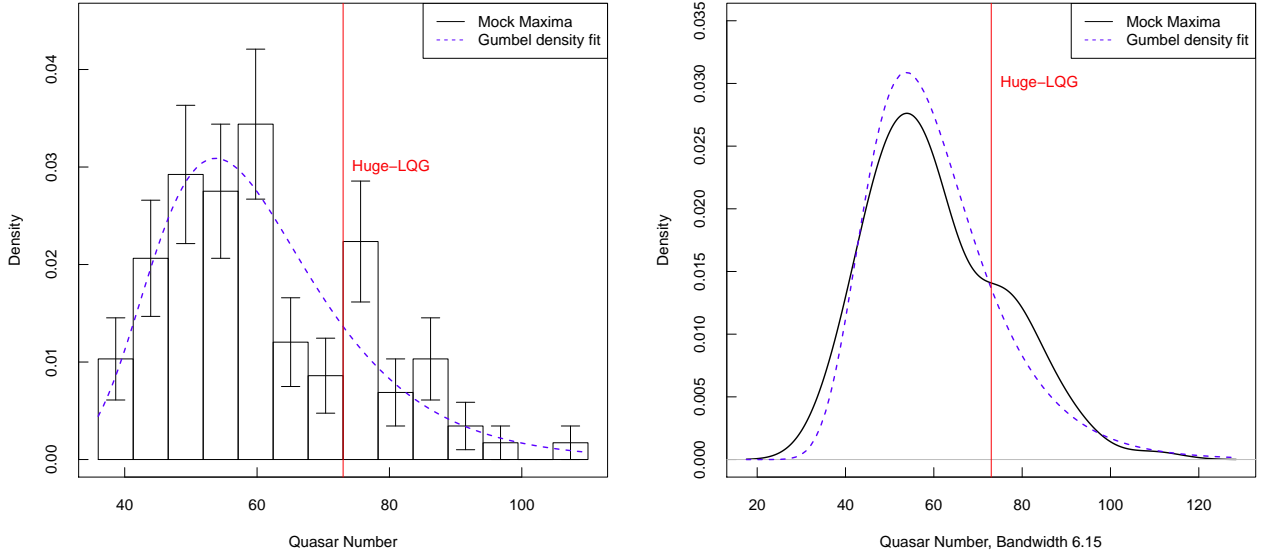 Mock Maxima
Gumbel density fit
Huge−LQG
Density
0.00
0.01
0.02
0.03
0.04
40
60
80
100
Quasar Number
Mock Maxima
Gumbel density fit
Huge−LQG
Density
0.000
0.005
0.010
0.015
0.020
0.025
0.030
0.035
20
40
60
80
100
120
Quasar Number, Bandwidth 6.15